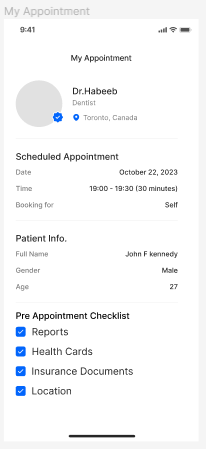 My Appointment
9:41
My Appointment
Dr.Habeeb
Dentist
Toronto, Canada
Scheduled Appointment
Date October 22, 2023
Time 19:00 - 19:30 (30 minutes)
Booking for Self
Patient Info.
Full Name John F kennedy
Gender Male
Age 27
Pre Appointment Checklist
Reports
Health Cards
Insurance Documents
Location